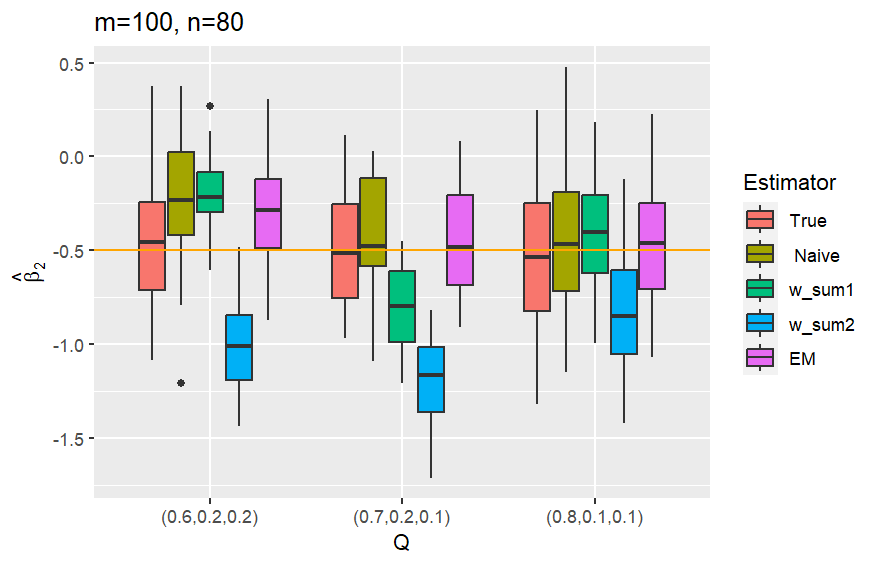 m=100, n=80
0.5
0.0
-0.5
-1.0
-1.5
β̂₂
(0.6,0.2,0.2)
(0.7,0.2,0.1)
(0.8,0.1,0.1)
Q
Estimator
True
Naive
w_sum1
w_sum2
EM